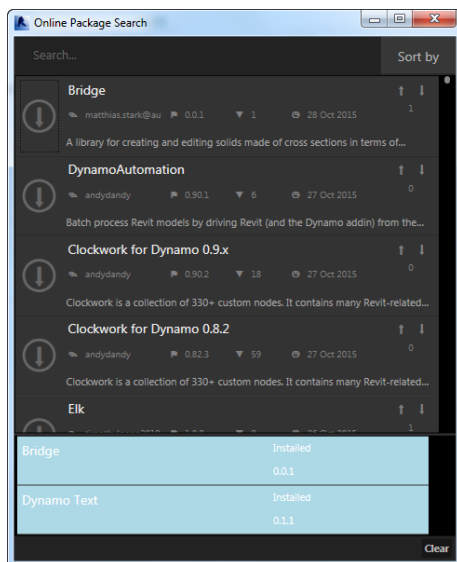 Online Package Search
Search...
Sort by
Bridge
matthias.stark@au 0.0.1 1 28 Oct 2015
1
A library for creating and editing solids made of cross sections in terms of...
DynamoAutomation
andydandy 0.90.1 6 27 Oct 2015
0
Batch process Revit models by driving Revit (and the Dynamo addin) from the...
Clockwork for Dynamo 0.9.x
andydandy 0.90.2 18 27 Oct 2015
0
Clockwork is a collection of 330+ custom nodes. It contains many Revit-related...
Clockwork for Dynamo 0.8.2
andydandy 0.82.3 59 27 Oct 2015
0
Clockwork is a collection of 330+ custom nodes. It contains many Revit-related...
Elk
1
Bridge
Installed
0.0.1
Dynamo Text
Installed
0.1.1
Clear